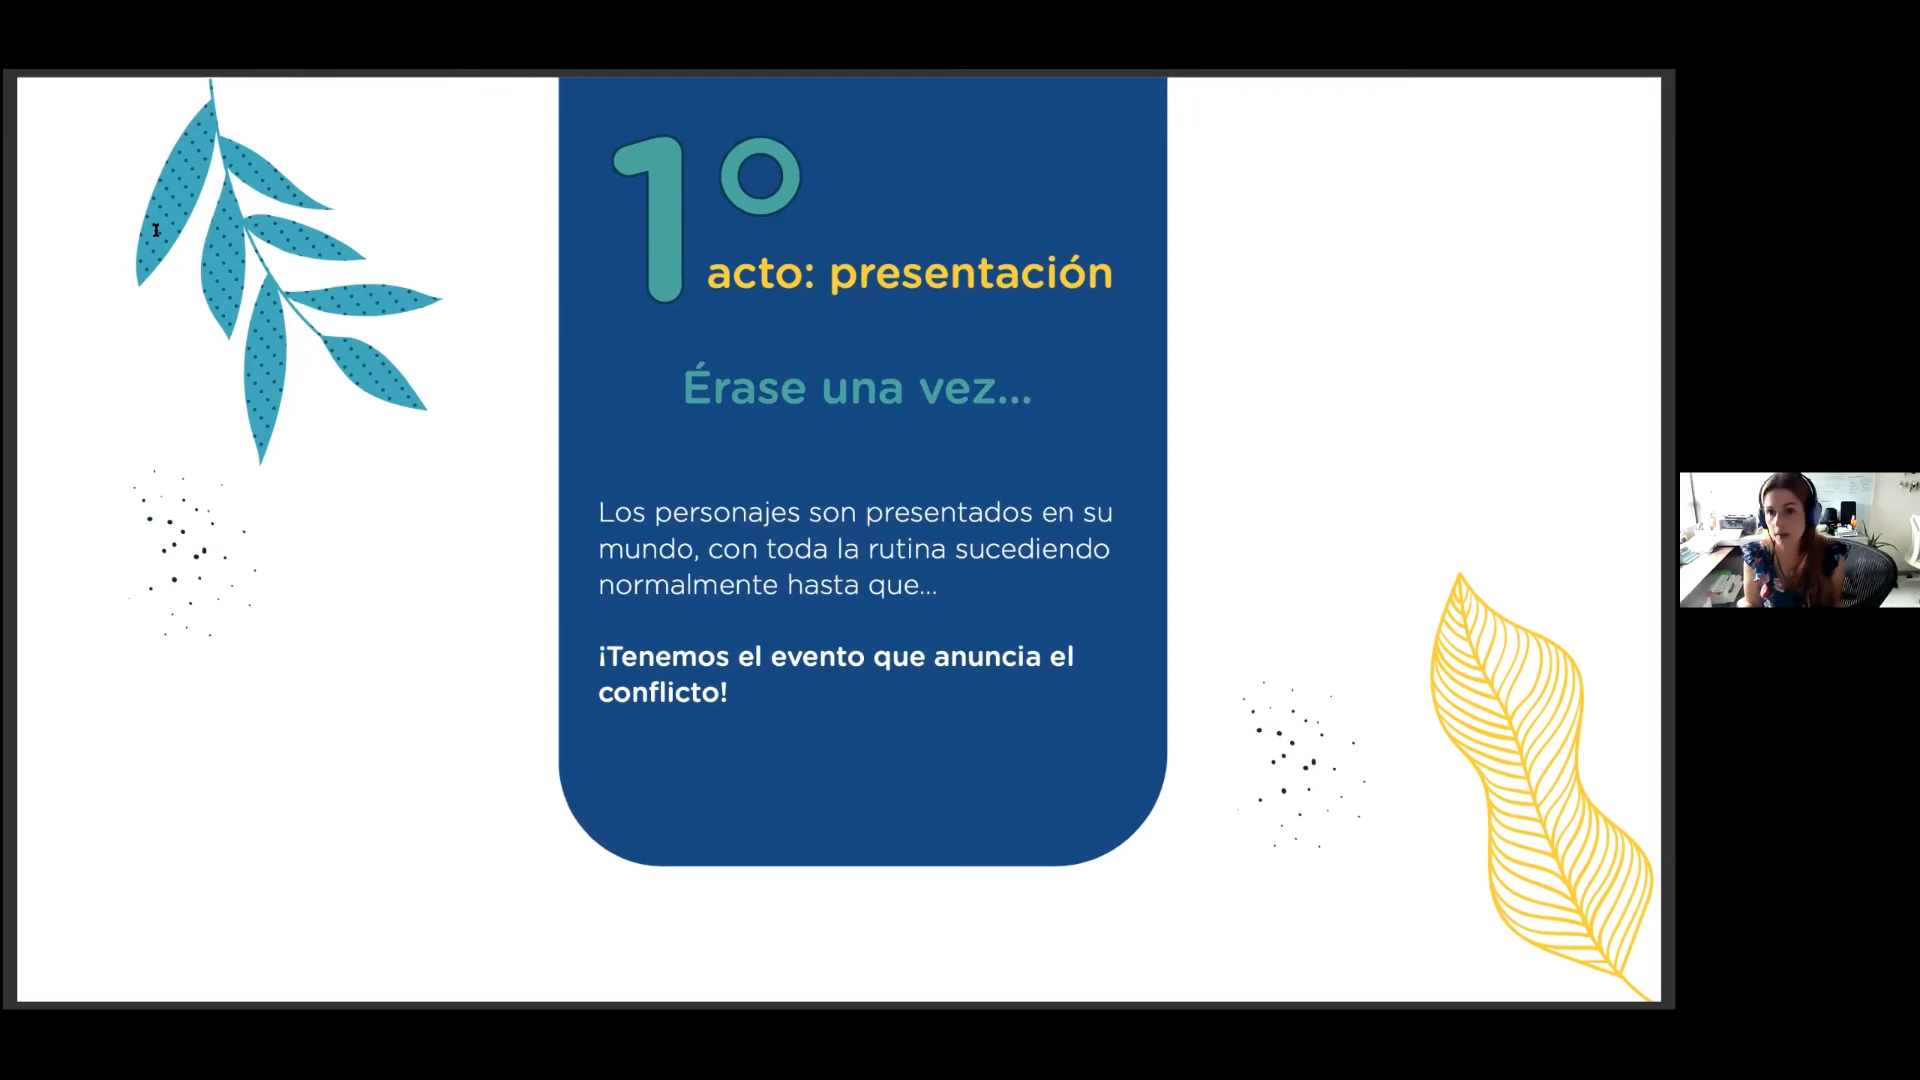 1º
acto: presentación
Érase una vez...
Los personajes son presentados en su
mundo, con toda la rutina sucediendo
normalmente hasta que...
¡Tenemos el evento que anuncia el
conflicto!